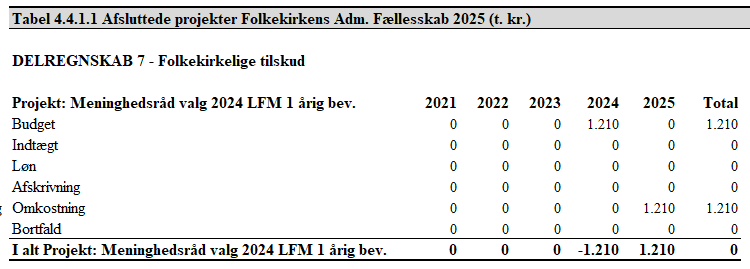 Tabel 4.4.1.1 Afsluttede projekter Folkekirkens Adm. Fællesskab 2025 (t. kr.)
DELREGNSKAB 7 - Folkekirkelige tilskud
Projekt: Meninghedsråd valg 2024 LFM 1 årig bev. 2021 2022 2023 2024 2025 Total
Budget 0 0 0 1.210 0 1.210
Indtægt 0 0 0 0 0 0
Løn 0 0 0 0 0 0
Afskrivning 0 0 0 0 0 0
Omkostning 0 0 0 0 1.210 1.210
Bortfald 0 0 0 0 0 0
I alt Projekt: Meninghedsråd valg 2024 LFM 1 årig bev. 0 0 0 -1.210 1.210 0